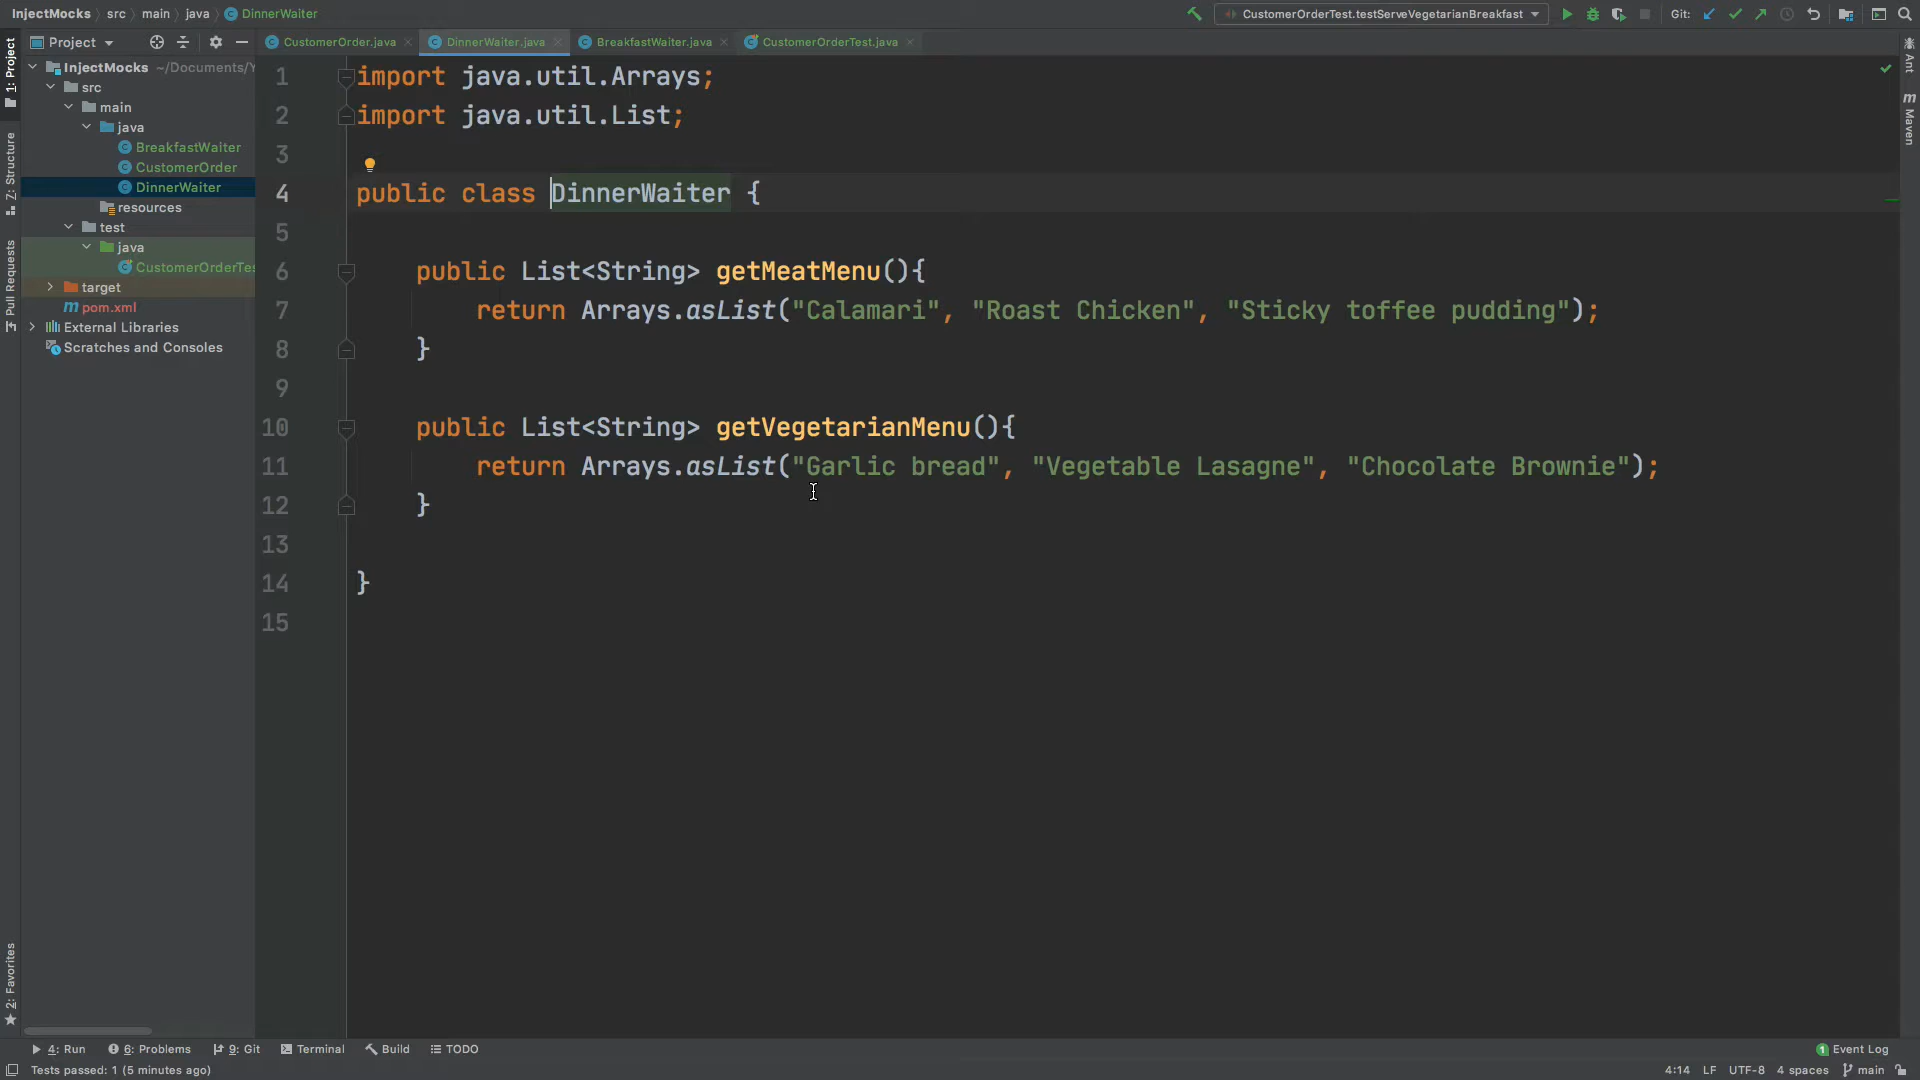 InjectMocks src main java DinnerWaiter
CustomerOrderTest.testServeVegetarianBreakfast Git:
Project
CustomerOrder.java DinnerWaiter.java BreakfastWaiter.java CustomerOrderTest.java
InjectMocks ~/Documents/Y
src
main
java
BreakfastWaiter
CustomerOrder
DinnerWaiter
resources
test
java
CustomerOrderTes
target
pom.xml
External Libraries
Scratches and Consoles
1: Project
Z: Structure
Pull Requests
2: Favorites
1 import java.util.Arrays;
2 import java.util.List;
3
4 public class DinnerWaiter {
5
6 public List<String> getMeatMenu(){
7 return Arrays.asList("Calamari", "Roast Chicken", "Sticky toffee pudding");
8 }
9
10 public List<String> getVegetarianMenu(){
11 return Arrays.asList("Garlic bread", "Vegetable Lasagne", "Chocolate Brownie");
12 }
13
14 }
15
Ant
m Maven
4: Run 6: Problems 9: Git Terminal Build TODO
1 Event Log
Tests passed: 1 (5 minutes ago)
4:14 LF UTF-8 4 spaces main